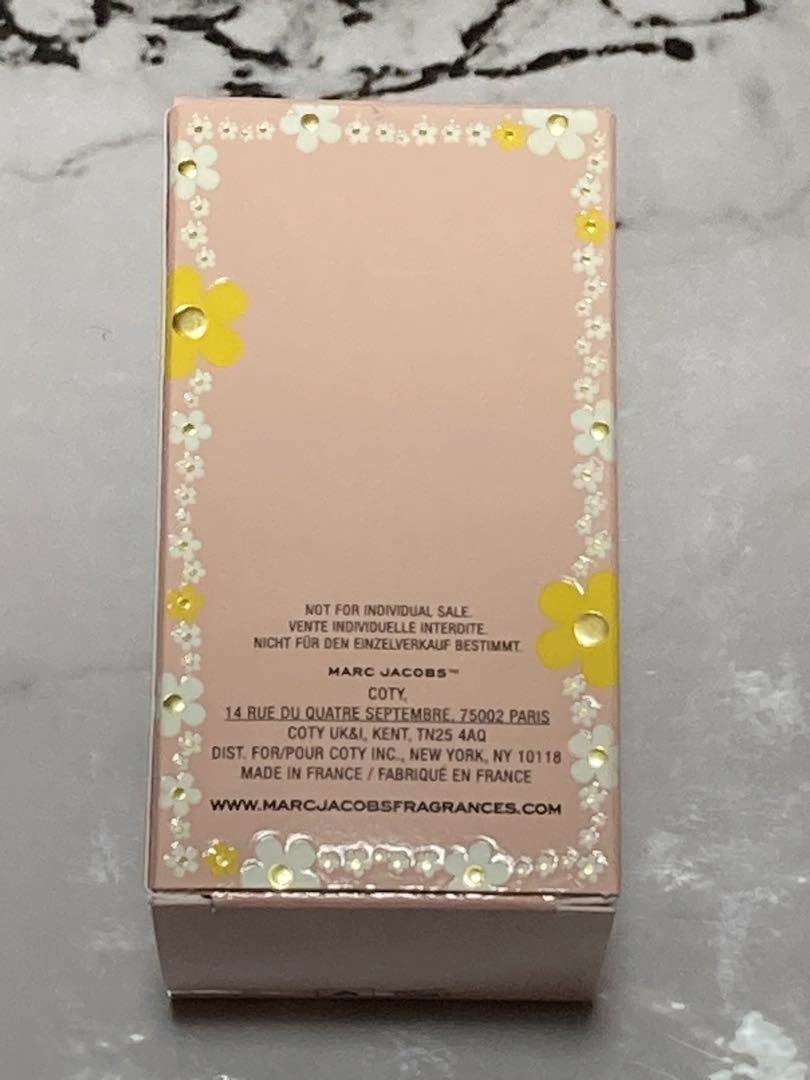 NOT FOR INDIVIDUAL SALE.
VENTE INDIVIDUELLE INTERDITE.
NICHT FÜR DEN EINZELVERKAUF BESTIMMT.
MARC JACOBS™
COTY,
14 RUE DU QUATRE SEPTEMBRE, 75002 PARIS
COTY UK&I, KENT, TN25 4AQ
DIST. FOR/POUR COTY INC., NEW YORK, NY 10118
MADE IN FRANCE / FABRIQUÉ EN FRANCE
WWW.MARCJACOBSFRAGRANCES.COM